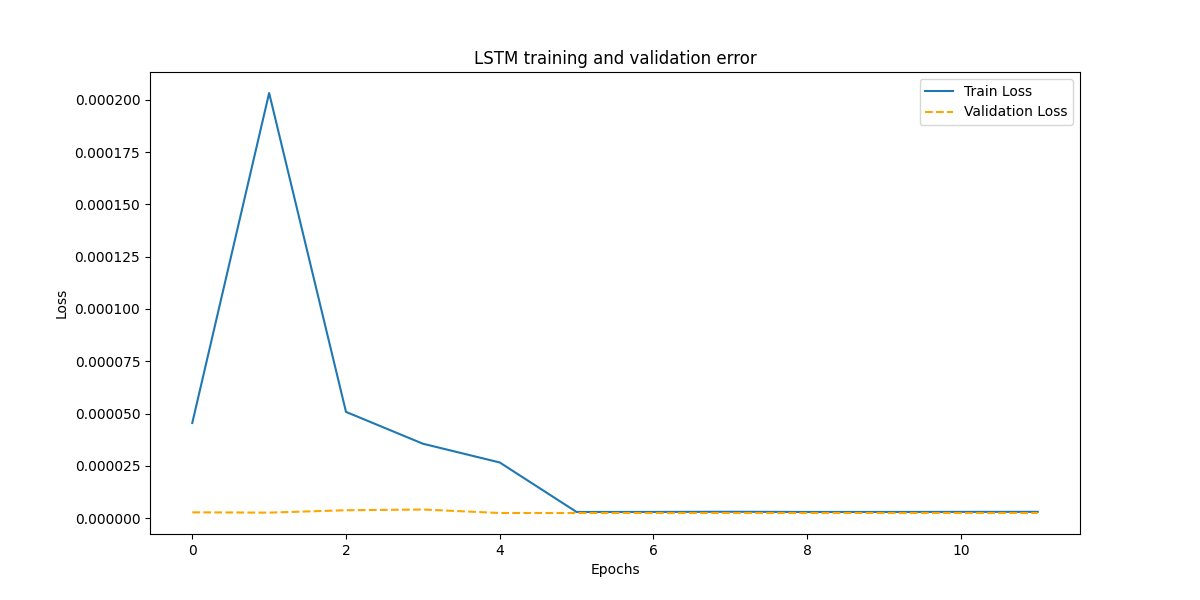 LSTM training and validation error
Train Loss
Validation Loss
0.000200
0.000175
0.000150
0.000125
0.000100
0.000075
0.000050
0.000025
0.000000
Loss
0 2 4 6 8 10
Epochs